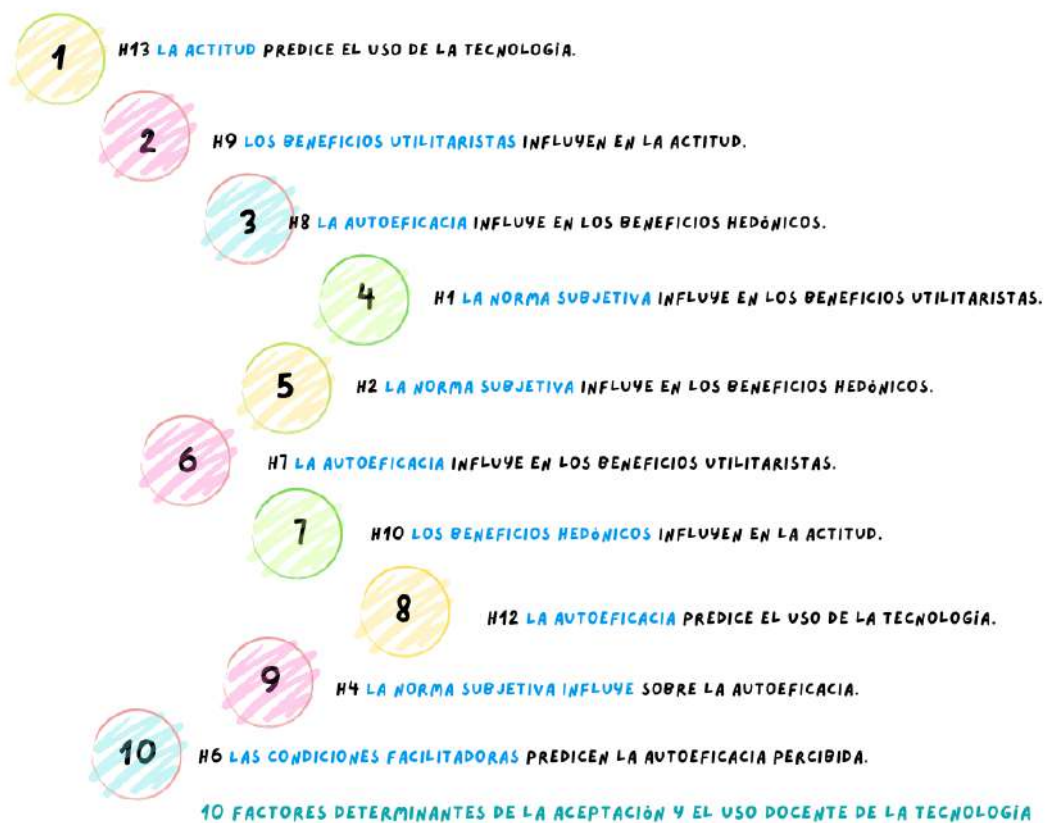 1 H13 LA ACTITUD PREDICE EL USO DE LA TECNOLOGÍA.
2 H9 LOS BENEFICIOS UTILITARISTAS INFLUYEN EN LA ACTITUD.
3 H8 LA AUTOEFICACIA INFLUYE EN LOS BENEFICIOS HEDÓNICOS.
4 H1 LA NORMA SUBJETIVA INFLUYE EN LOS BENEFICIOS UTILITARISTAS.
5 H2 LA NORMA SUBJETIVA INFLUYE EN LOS BENEFICIOS HEDÓNICOS.
6 H7 LA AUTOEFICACIA INFLUYE EN LOS BENEFICIOS UTILITARISTAS.
7 H10 LOS BENEFICIOS HEDÓNICOS INFLUYEN EN LA ACTITUD.
8 H12 LA AUTOEFICACIA PREDICE EL USO DE LA TECNOLOGÍA.
9 H4 LA NORMA SUBJETIVA INFLUYE SOBRE LA AUTOEFICACIA.
10 H6 LAS CONDICIONES FACILITADORAS PREDICEN LA AUTOEFICACIA PERCIBIDA.
10 FACTORES DETERMINANTES DE LA ACEPTACIÓN Y EL USO DOCENTE DE LA TECNOLOGÍA